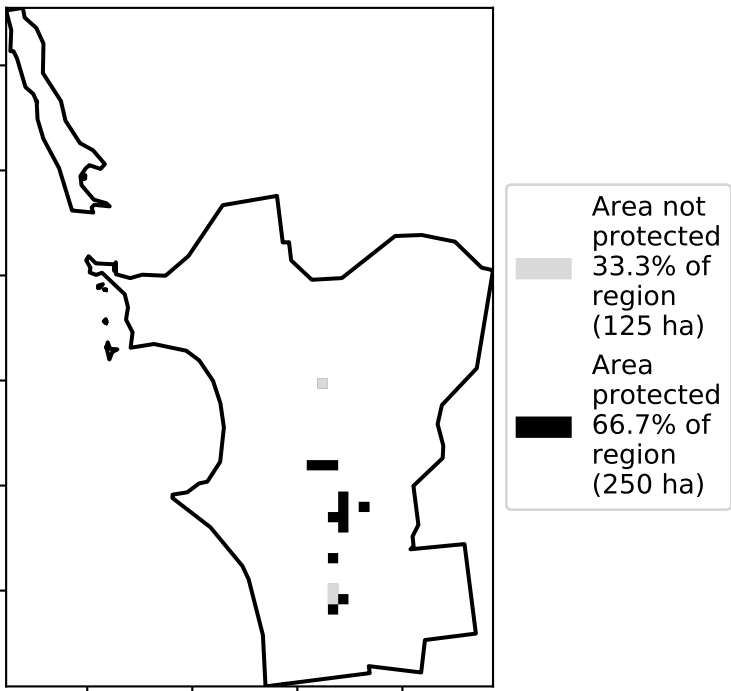 Area not
protected
33.3% of
region
(125 ha)
Area
protected
66.7% of
region
(250 ha)